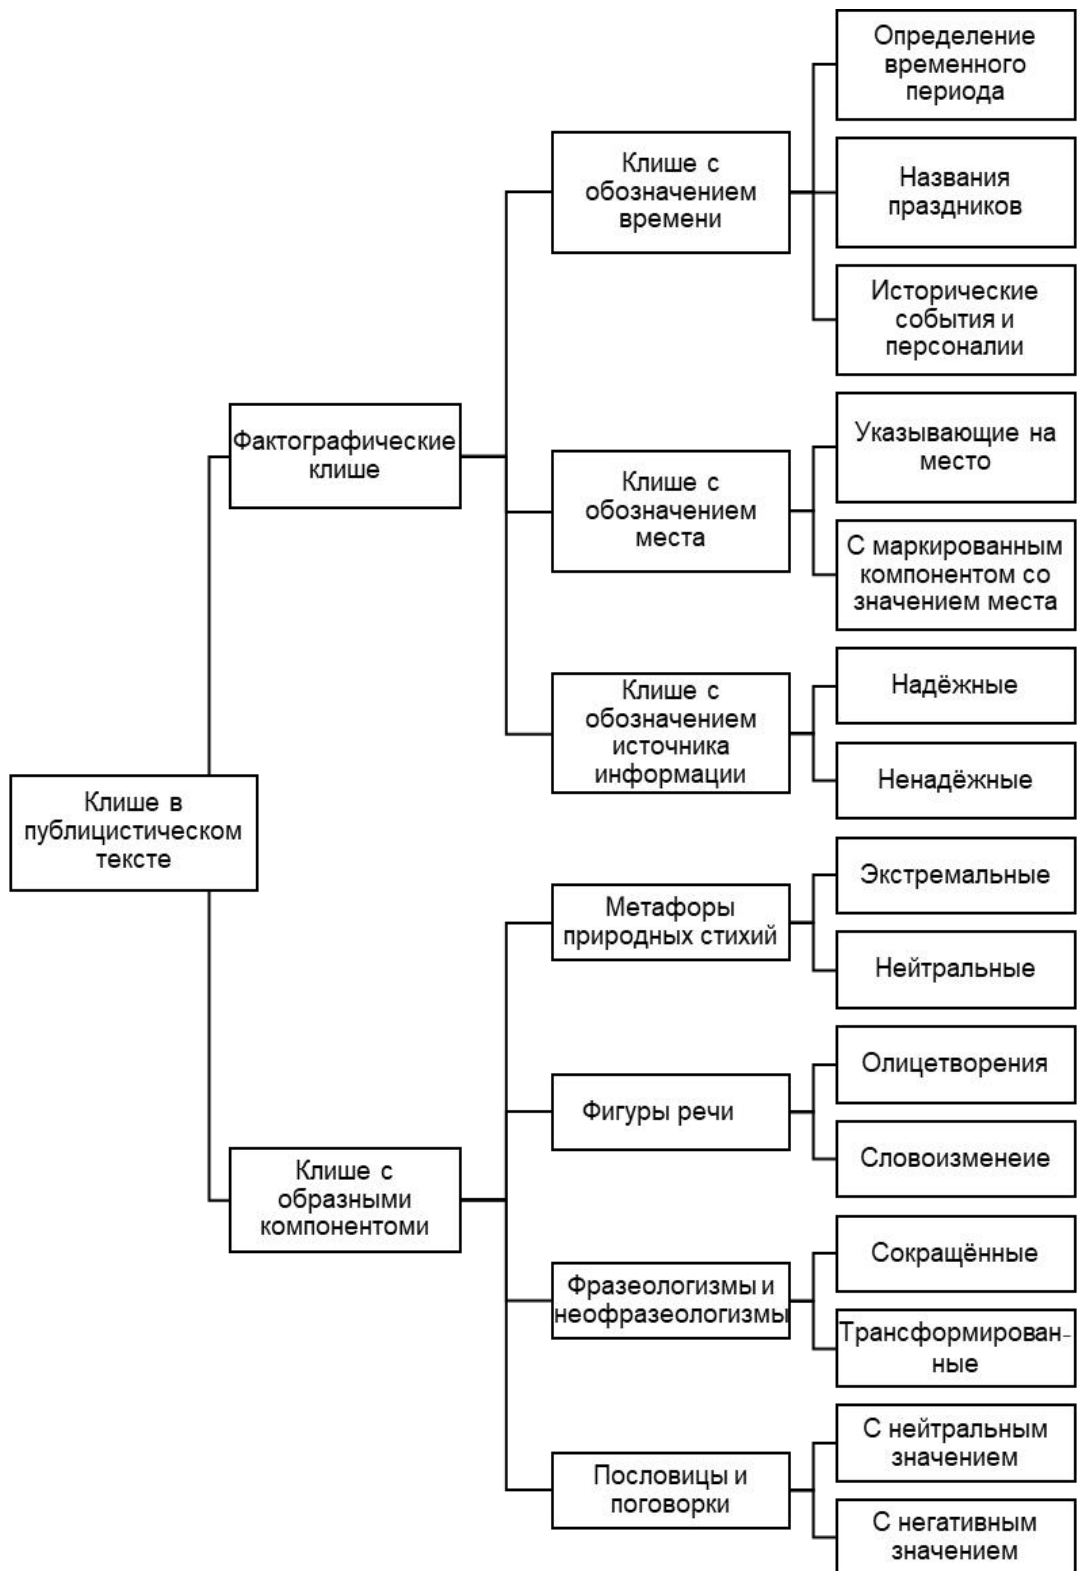 Определение
временного
периода
Клише с
обозначением
времени
Названия
праздников
Исторические
события и
персоналии
Фактографические
клише
Указывающие на
место
Клише с
обозначением
места
С маркированным
компонентом со
значением места
Клише с
обозначением
источника
информации
Надёжные
Ненадёжные
Клише в
публицистическом
тексте
Экстремальные
Метафоры
природных стихий
Нейтральные
Олицетворения
Фигуры речи
Словоизменеие
Клише с
образными
компонентоми
Сокращённые
Фразеологизмы и
неофразеологизмы
Трансформирован-
ные
С нейтральным
значением
Пословицы и
поговорки
С негативным
значением